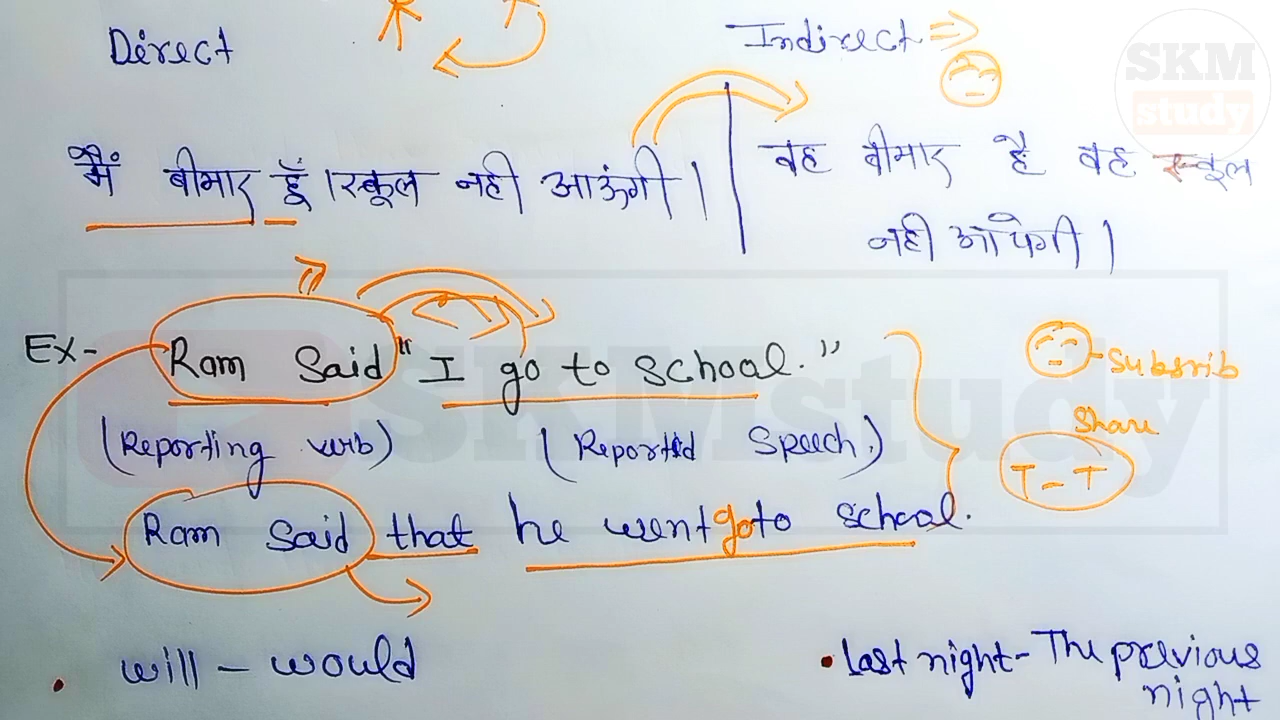 Direct
Indirect
SKM
study
मैं बीमार हूँ। स्कूल नही आऊंगी।
वह बीमार है वह स्कूल
नही आयेगी।
Ex- Ram Said "I go to school."
Subsrib
(Reporting verb)
(Reported Speech.)
Share
T-T
Ram Said that he went go to school.
SKMstudy
• will - would
• last night - The previous
night